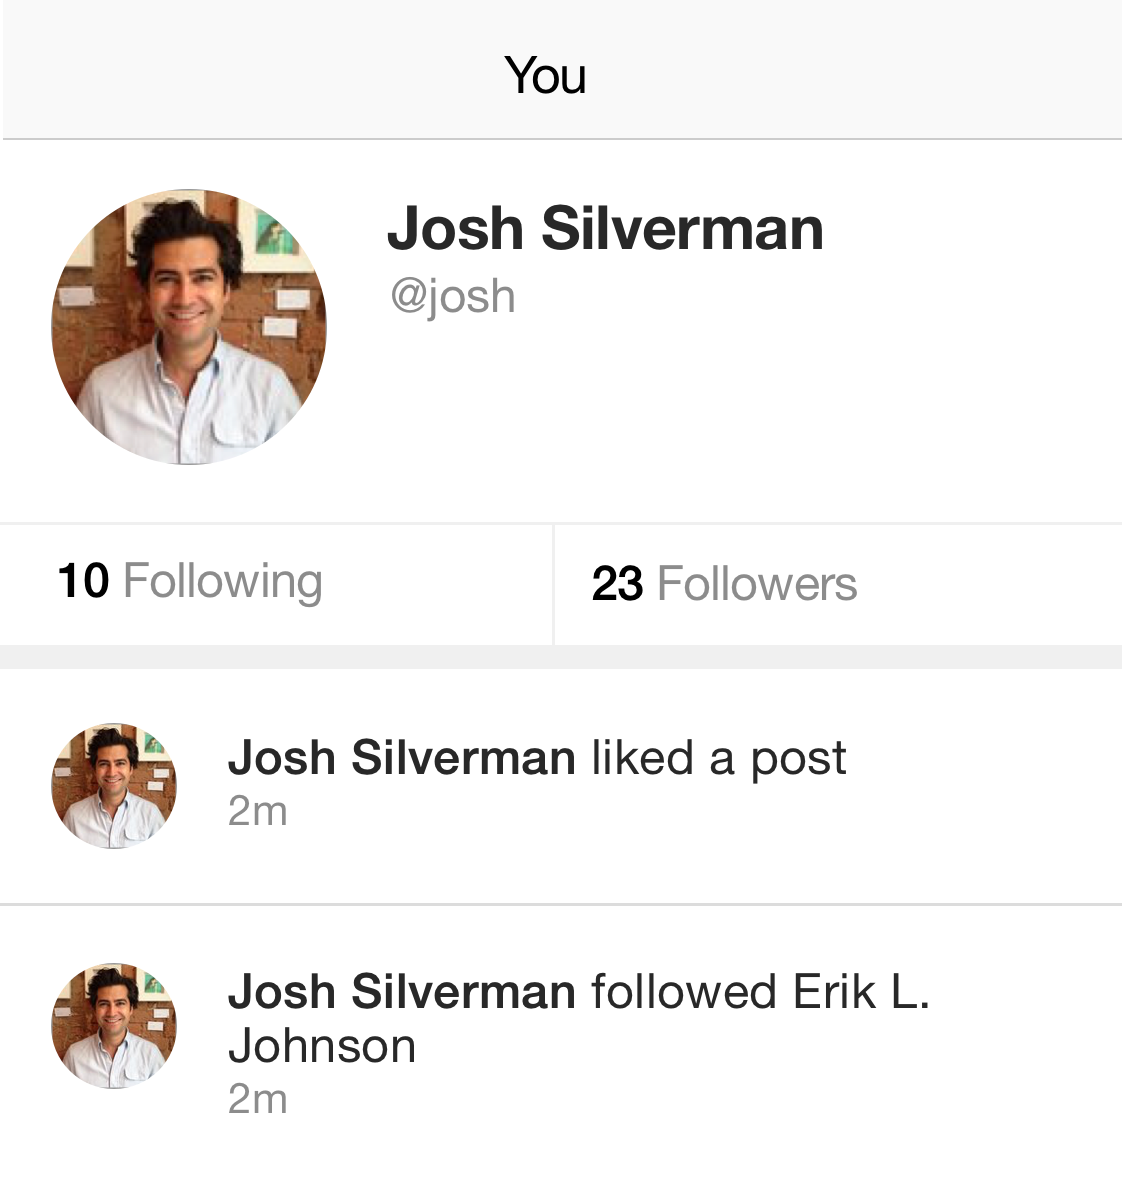 You
Josh Silverman
@josh
10 Following
23 Followers
Josh Silverman liked a post
2m
Josh Silverman followed Erik L.
Johnson
2m